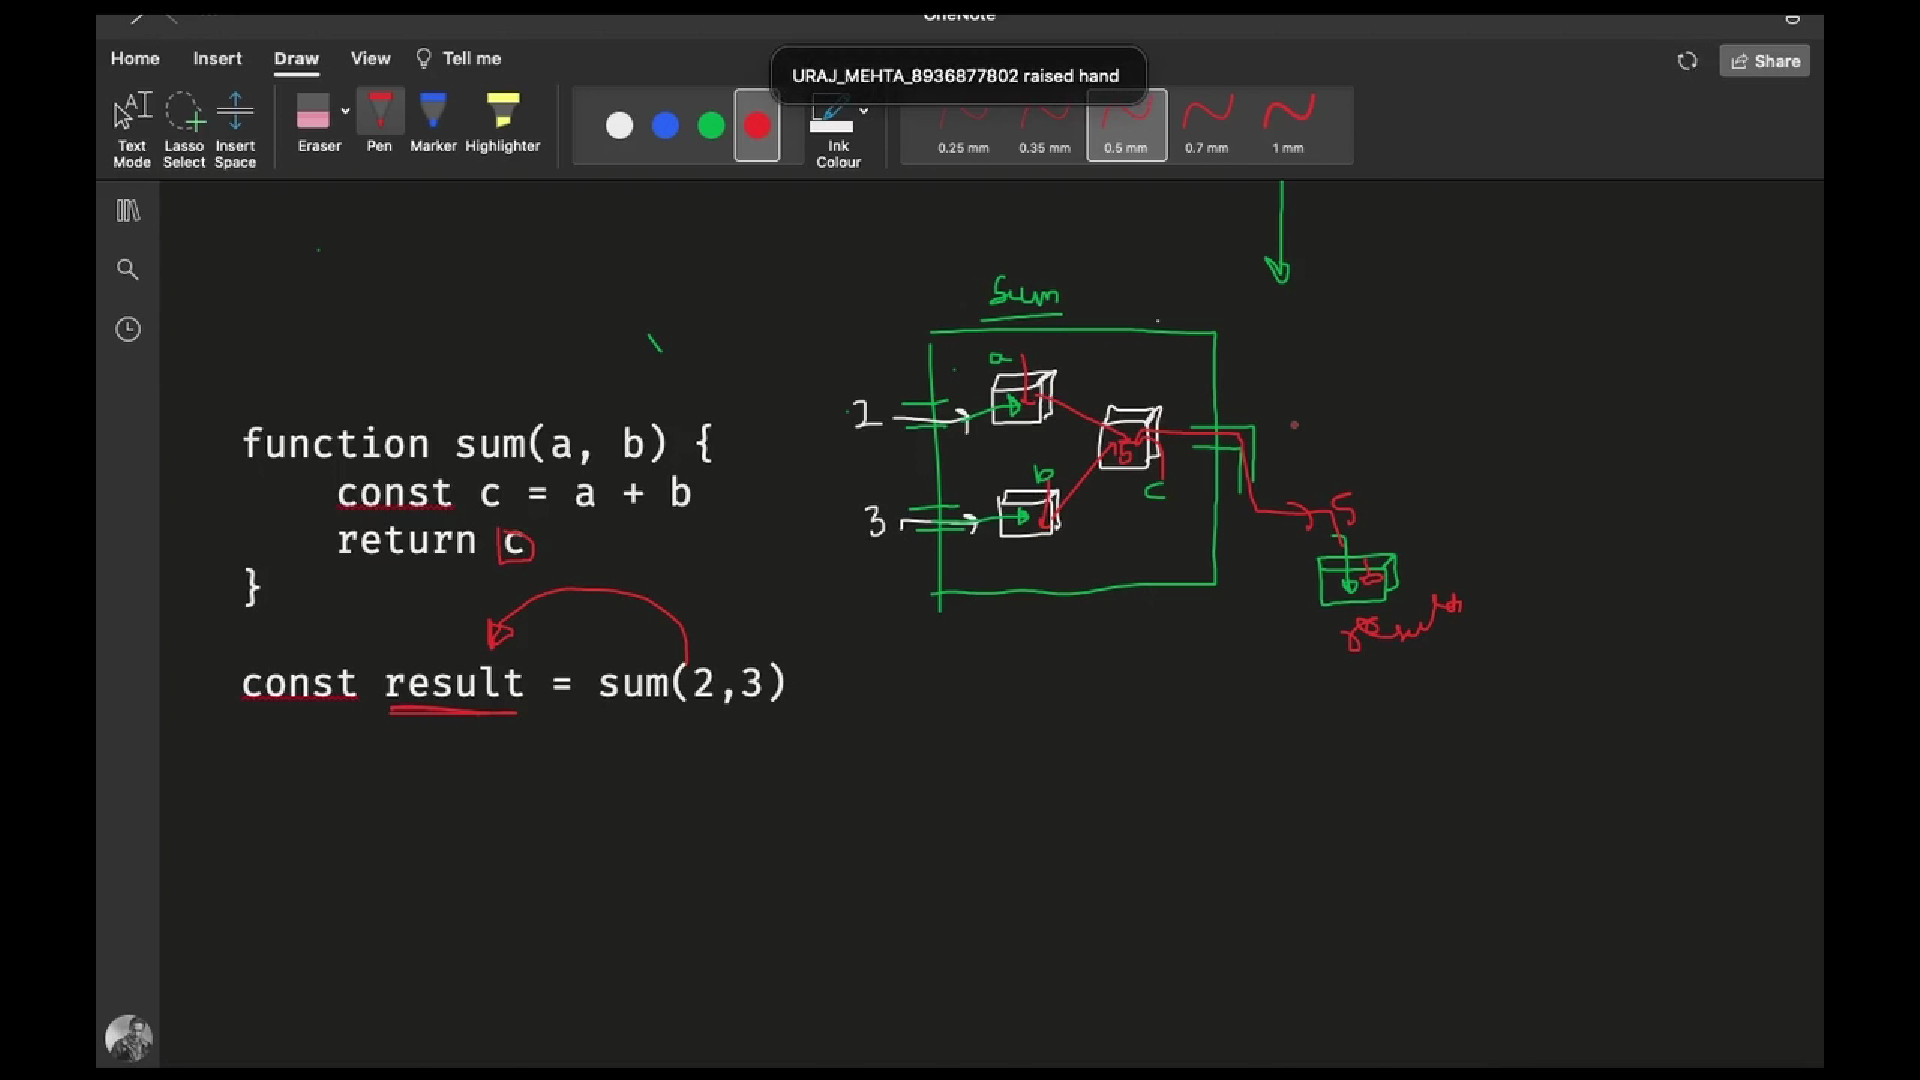 OneNote
Home Insert Draw View Tell me
Share
URAJ_MEHTA_8936877802 raised hand
Text Mode
Lasso Select
Insert Space
Eraser
Pen
Marker
Highlighter
Ink Colour
0.25 mm
0.35 mm
0.5 mm
0.7 mm
1 mm
function sum(a, b) {
const c = a + b
return c
}
const result = sum(2,3)
Sum
a
2
b
3
5
c
5
5
result